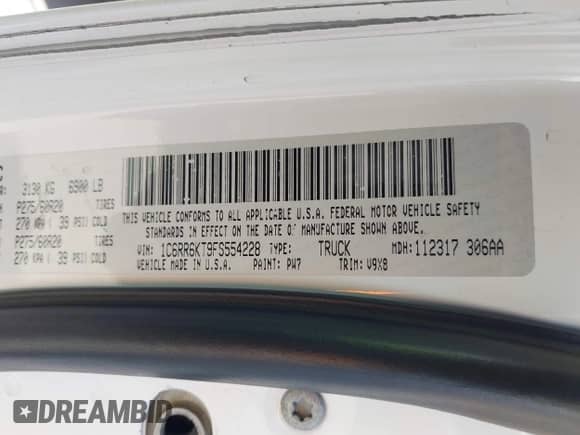 C
R: 3130 KG 6900 LB
P275/60R20 TIRES
270 KPA ( 39 PSI) COLD
P275/60R20 TIRES
270 KPA ( 39 PSI) COLD
THIS VEHICLE CONFORMS TO ALL APPLICABLE U.S.A. FEDERAL MOTOR VEHICLE SAFETY
STANDARDS IN EFFECT ON THE DATE OF MANUFACTURE SHOWN ABOVE.
VIN: 1C6RR6KT9FS554228 TYPE: TRUCK MDH: 112317 306AA
VEHICLE MADE IN U.S.A. PAINT: PW7 TRIM: V9X8
DREAMBID